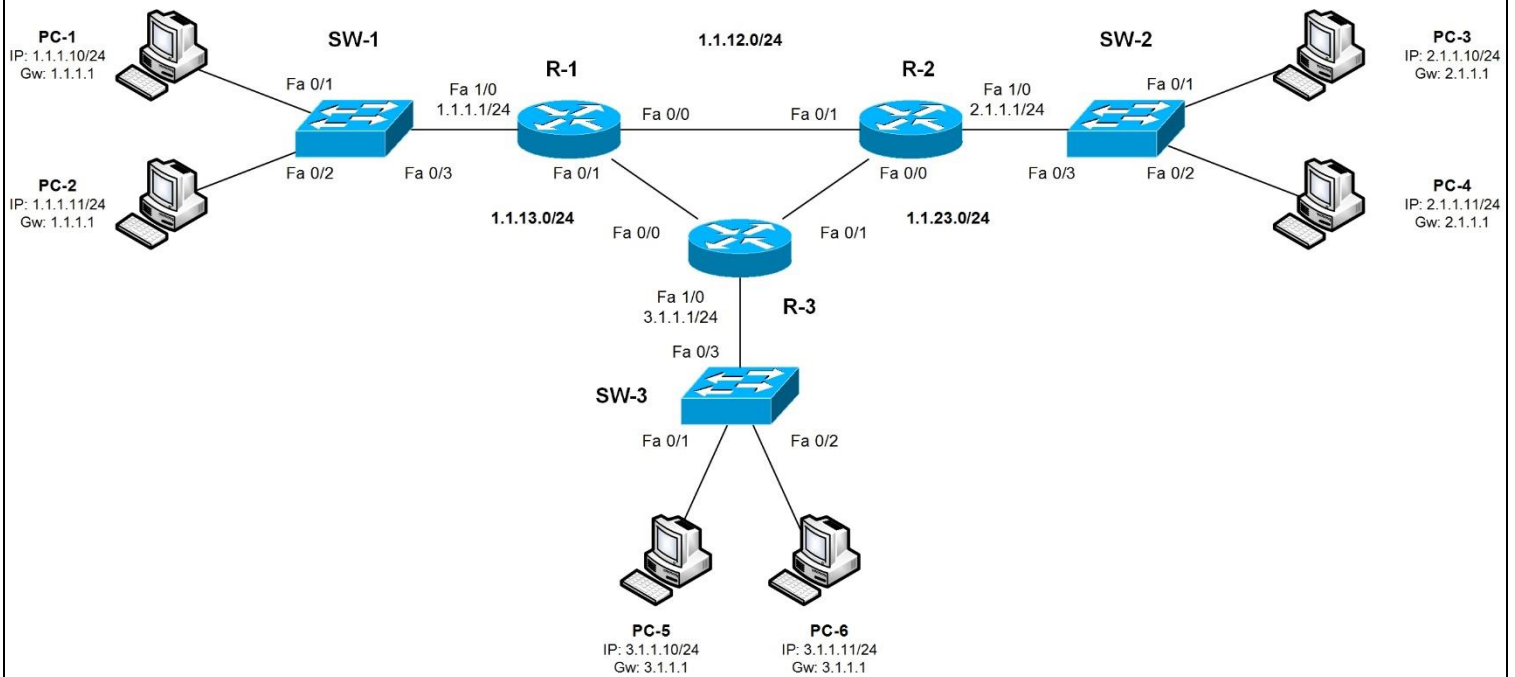 PC-1
IP: 1.1.1.10/24
Gw: 1.1.1.1
SW-1
R-1
1.1.12.0/24
R-2
SW-2
PC-3
IP: 2.1.1.10/24
Gw: 2.1.1.1
Fa 0/1
Fa 1/0
1.1.1.1/24
Fa 0/0
Fa 0/1
Fa 1/0
2.1.1.1/24
Fa 0/1
PC-2
IP: 1.1.1.11/24
Gw: 1.1.1.1
Fa 0/2
Fa 0/3
Fa 0/1
Fa 0/0
Fa 0/3
Fa 0/2
PC-4
IP: 2.1.1.11/24
Gw: 2.1.1.1
1.1.13.0/24
Fa 0/0
Fa 0/1
1.1.23.0/24
Fa 1/0
3.1.1.1/24
R-3
Fa 0/3
SW-3
Fa 0/1
Fa 0/2
PC-5
IP: 3.1.1.10/24
Gw: 3.1.1.1
PC-6
IP: 3.1.1.11/24
Gw: 3.1.1.1